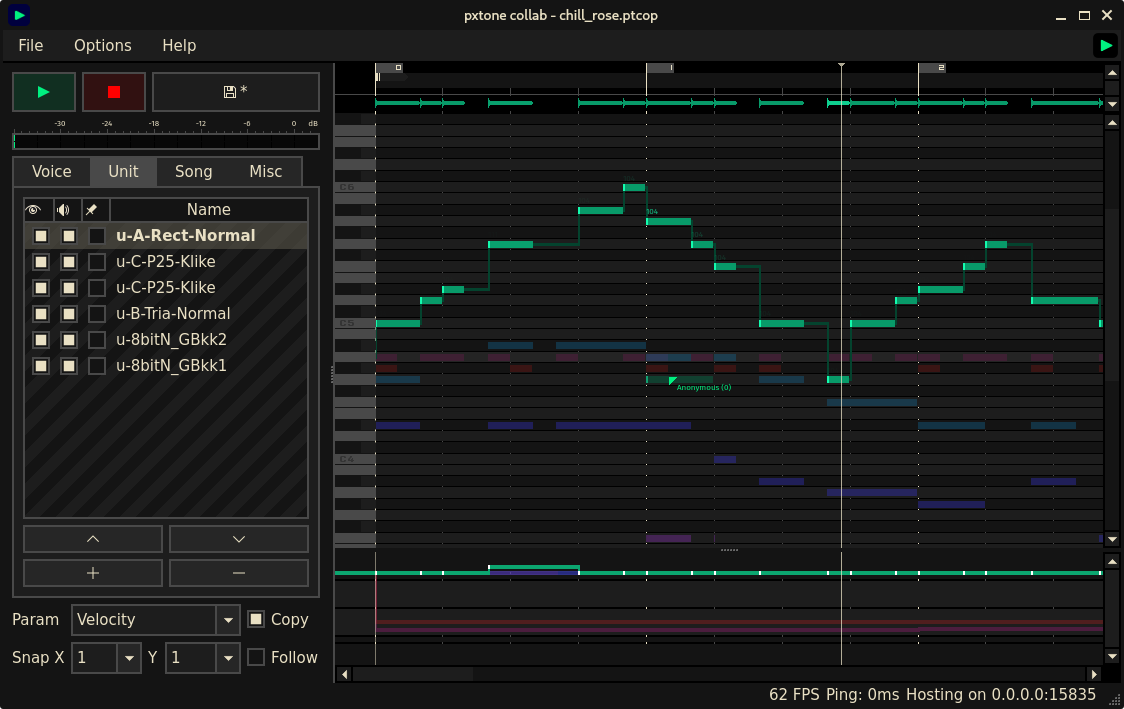 pxtone collab - chill_rose.ptcop
File Options Help
*
-30 -24 -18 -12 -6 0 dB
Voice Unit Song Misc
Name
u-A-Rect-Normal
u-C-P25-Klike
u-C-P25-Klike
u-B-Tria-Normal
u-8bitN_GBkk2
u-8bitN_GBkk1
Param Velocity Copy
Snap X 1 Y 1 Follow
0 1 2
C6
104
C5
Anonymous (0)
C4
62 FPS Ping: 0ms Hosting on 0.0.0.0:15835